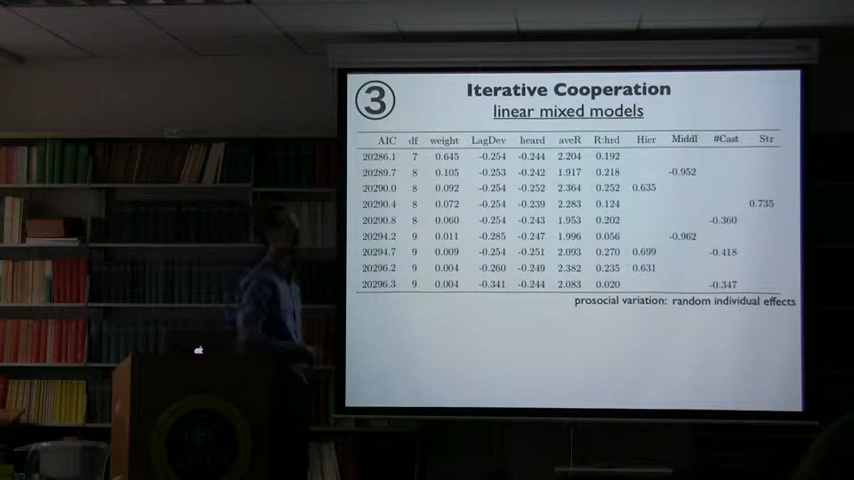 3
Iterative Cooperation
linear mixed models
AIC df weight LagDev heard aveR R:hrd Hier Middl #Cast Str
20286.1 7 0.645 -0.254 -0.244 2.204 0.192
20289.7 8 0.105 -0.253 -0.242 1.917 0.218 -0.952
20290.0 8 0.092 -0.254 -0.252 2.364 0.252 0.635
20290.4 8 0.072 -0.254 -0.239 2.283 0.124 0.735
20290.8 8 0.060 -0.254 -0.243 1.953 0.202 -0.360
20294.2 9 0.011 -0.285 -0.247 1.996 0.056 -0.962
20294.7 9 0.009 -0.254 -0.251 2.093 0.270 0.699 -0.418
20296.2 9 0.004 -0.260 -0.249 2.382 0.235 0.631
20296.3 9 0.004 -0.341 -0.244 2.083 0.020 -0.347
prosocial variation: random individual effects